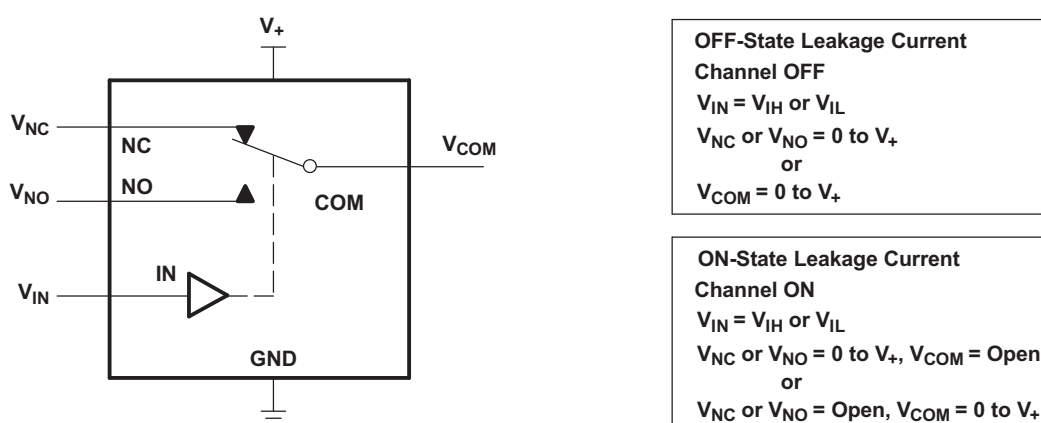 V+
VNC
NC
VCOM
VNO
NO
COM
IN
VIN
GND
OFF-State Leakage Current
Channel OFF
VIN = VIH or VIL
VNC or VNO = 0 to V+
or
VCOM = 0 to V+
ON-State Leakage Current
Channel ON
VIN = VIH or VIL
VNC or VNO = 0 to V+, VCOM = Open
or
VNC or VNO = Open, VCOM = 0 to V+